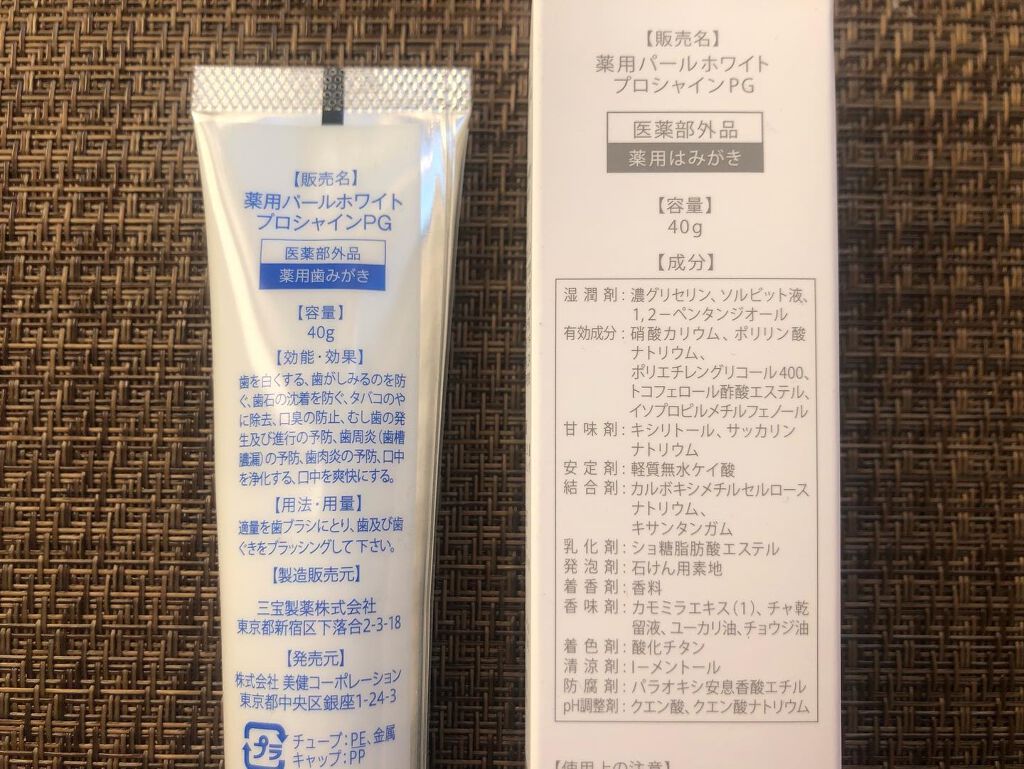 【販売名】
薬用パールホワイト
プロシャインPG
医薬部外品
薬用歯みがき
【容量】
40g
【効能・効果】
歯を白くする、歯がしみるのを防
ぐ、歯石の沈着を防ぐ、タバコのや
に除去、口臭の防止、むし歯の発
生及び進行の予防、歯周炎(歯槽
膿漏)の予防、歯肉炎の予防、口中
を浄化する、口中を爽快にする。
【用法・用量】
適量を歯ブラシにとり、歯及び歯
ぐきをブラッシングして下さい。
【製造販売元】
三宝製薬株式会社
東京都新宿区下落合2-3-18
【発売元】
株式会社 美健コーポレーション
東京都中央区銀座1-24-3
プラ
チューブ:PE、金属
キャップ:PP
【販売名】
薬用パールホワイト
プロシャインPG
医薬部外品
薬用はみがき
【容量】
40g
【成分】
湿潤剤:濃グリセリン、ソルビット液、
1,2-ペンタンジオール
有効成分:硝酸カリウム、ポリリン酸
ナトリウム、
ポリエチレングリコール400、
トコフェロール酢酸エステル、
イソプロピルメチルフェノール
甘味剤:キシリトール、サッカリン
ナトリウム
安定剤:軽質無水ケイ酸
結合剤:カルボキシメチルセルロース
ナトリウム、
キサンタンガム
乳化剤:ショ糖脂肪酸エステル
発泡剤:石けん用素地
着香剤:香料
香味剤:カモミラエキス(1)、チャ乾
留液、ユーカリ油、チョウジ油
着色剤:酸化チタン
清涼剤:l-メントール
防腐剤:パラオキシ安息香酸エチル
pH調整剤:クエン酸、クエン酸ナトリウム
【使用上の注意】